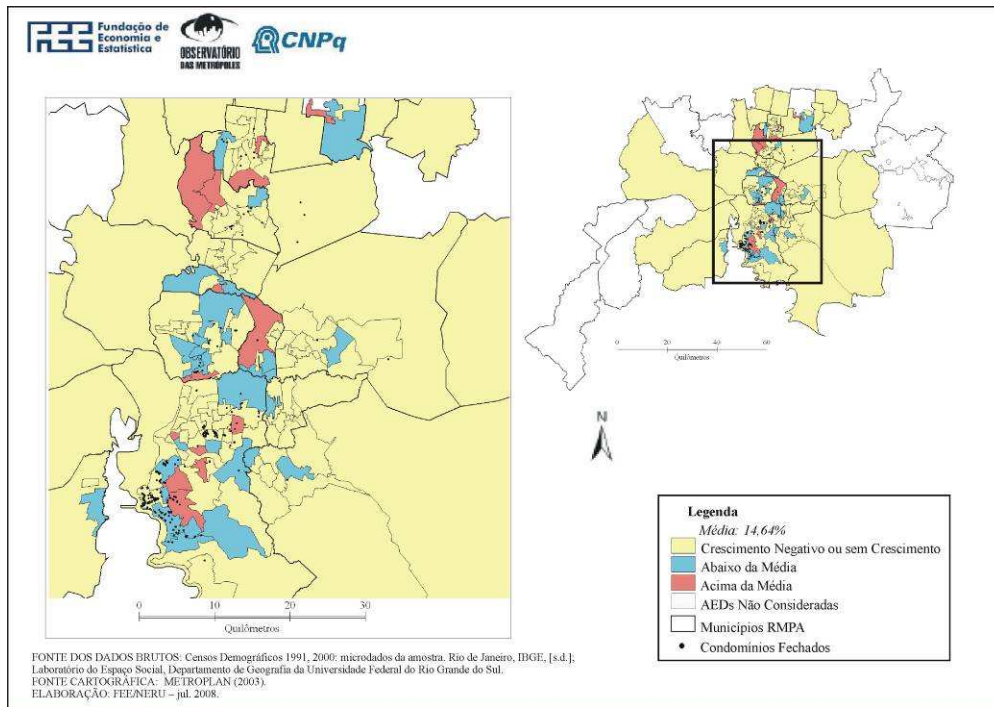 FEE Fundação de
Economia e
Estatística
OBSERVATÓRIO
DAS METRÓPOLES
CNPq
0 10 20 30
Quilômetros
0 20 40 60
Quilômetros
N
Legenda
Média: 14,64%
Crescimento Negativo ou sem Crescimento
Abaixo da Média
Acima da Média
AEDs Não Consideradas
Municípios RMPA
Condomínios Fechados
FONTE DOS DADOS BRUTOS: Censos Demográficos 1991, 2000: microdados da amostra. Rio de Janeiro, IBGE, [s.d.];
Laboratório do Espaço Social, Departamento de Geografia da Universidade Federal do Rio Grande do Sul.
FONTE CARTOGRÁFICA: METROPLAN (2003).
ELABORAÇÃO: FEE/NERU – jul. 2008.